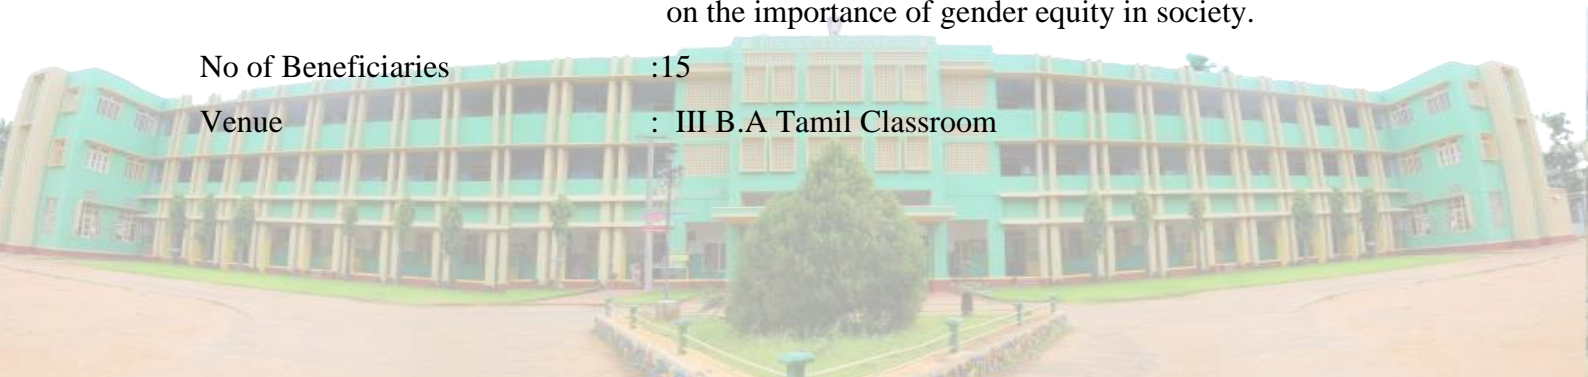 on the importance of gender equity in society.
No of Beneficiaries :15
Venue : III B.A Tamil Classroom